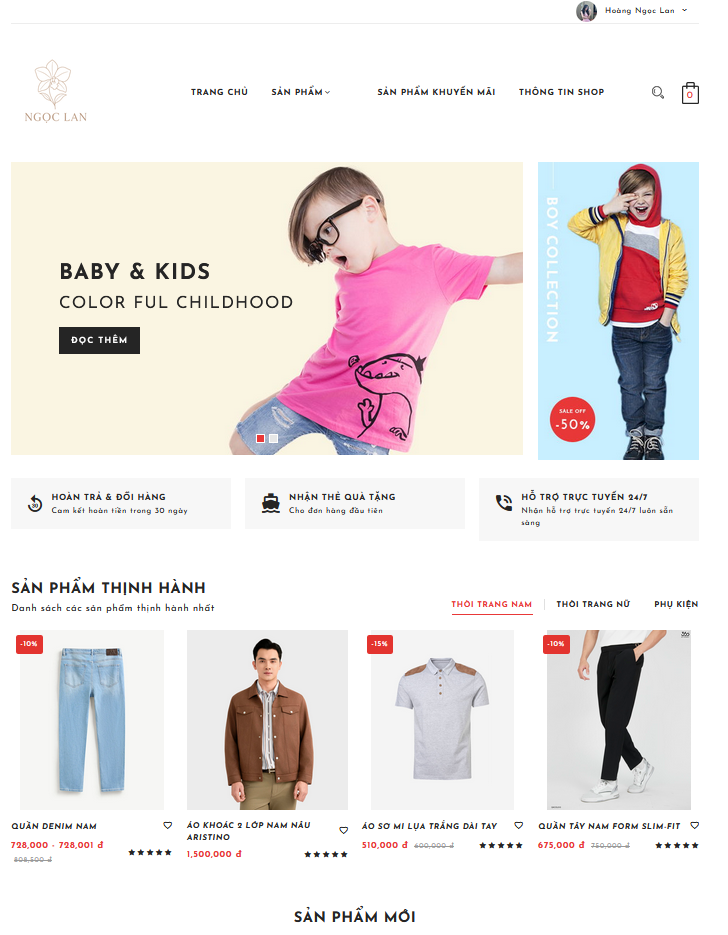 Hoàng Ngọc Lan
NGỌC LAN
TRANG CHỦ
SẢN PHẨM
SẢN PHẨM KHUYẾN MÃI
THÔNG TIN SHOP
0
BABY & KIDS
COLOR FUL CHILDHOOD
ĐỌC THÊM
BOY COLLECTION
SALE OFF
-50%
HOÀN TRẢ & ĐỔI HÀNG
Cam kết hoàn tiền trong 30 ngày
30
NHẬN THẺ QUÀ TẶNG
Cho đơn hàng đầu tiên
HỖ TRỢ TRỰC TUYẾN 24/7
Nhận hỗ trợ trực tuyến 24/7 luôn sẵn
sàng
SẢN PHẨM THỊNH HÀNH
Danh sách các sản phẩm thịnh hành nhất
THỜI TRANG NAM
THỜI TRANG NỮ
PHỤ KIỆN
-10%
-15%
-10%
QUẦN DENIM NAM
728,000 - 728,001 đ
808,500 đ
ÁO KHOÁC 2 LỚP NAM NÂU
ARISTINO
1,500,000 đ
ÁO SƠ MI LỤA TRẮNG DÀI TAY
510,000 đ 600,000 đ
QUẦN TÂY NAM FORM SLIM-FIT
675,000 đ 750,000 đ
SẢN PHẨM MỚI